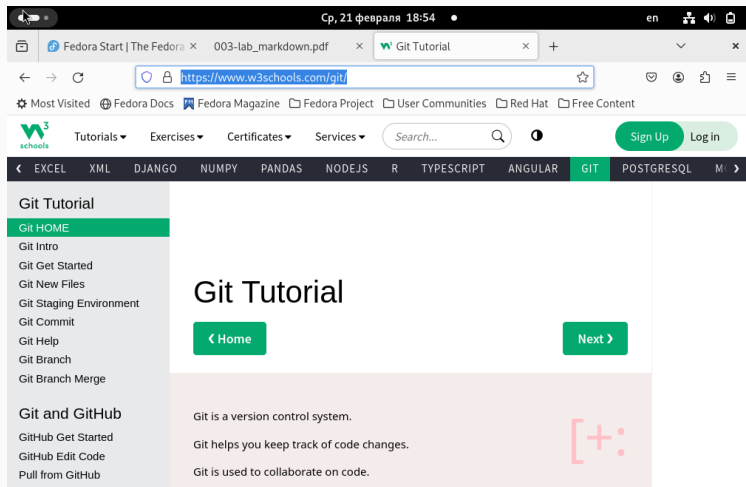 Ср, 21 февраля 18:54
en
Fedora Start | The Fedora
003-lab_markdown.pdf
Git Tutorial
https://www.w3schools.com/git/
Most Visited
Fedora Docs
Fedora Magazine
Fedora Project
User Communities
Red Hat
Free Content
W3 schools
Tutorials
Exercises
Certificates
Services
Search...
Sign Up
Log in
EXCEL XML DJANGO NUMPY PANDAS NODEJS R TYPESCRIPT ANGULAR GIT POSTGRESQL
Git Tutorial
Git HOME
Git Intro
Git Get Started
Git New Files
Git Staging Environment
Git Commit
Git Help
Git Branch
Git Branch Merge
Git and GitHub
GitHub Get Started
GitHub Edit Code
Pull from GitHub
Git Tutorial
❮ Home
Next ❯
Git is a version control system.
Git helps you keep track of code changes.
Git is used to collaborate on code.
[+: